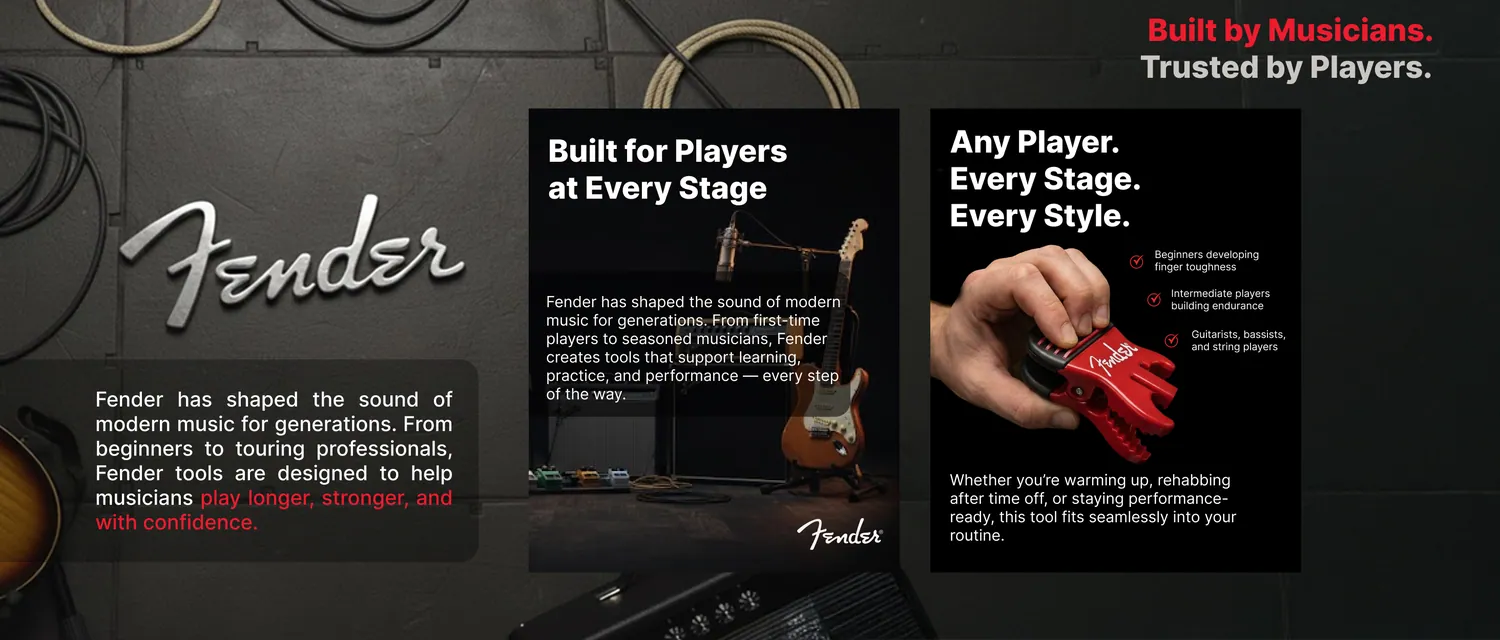 Built by Musicians.
Trusted by Players.
Fender
Fender has shaped the sound of
modern music for generations. From
beginners to touring professionals,
Fender tools are designed to help
musicians play longer, stronger, and
with confidence.
Built for Players
at Every Stage
Fender has shaped the sound of modern
music for generations. From first-time
players to seasoned musicians, Fender
creates tools that support learning,
practice, and performance — every step
of the way.
Fender®
Any Player.
Every Stage.
Every Style.
Beginners developing
finger toughness
Intermediate players
building endurance
Guitarists, bassists,
and string players
Fender
Whether you’re warming up, rehabbing
after time off, or staying performance-
ready, this tool fits seamlessly into your
routine.